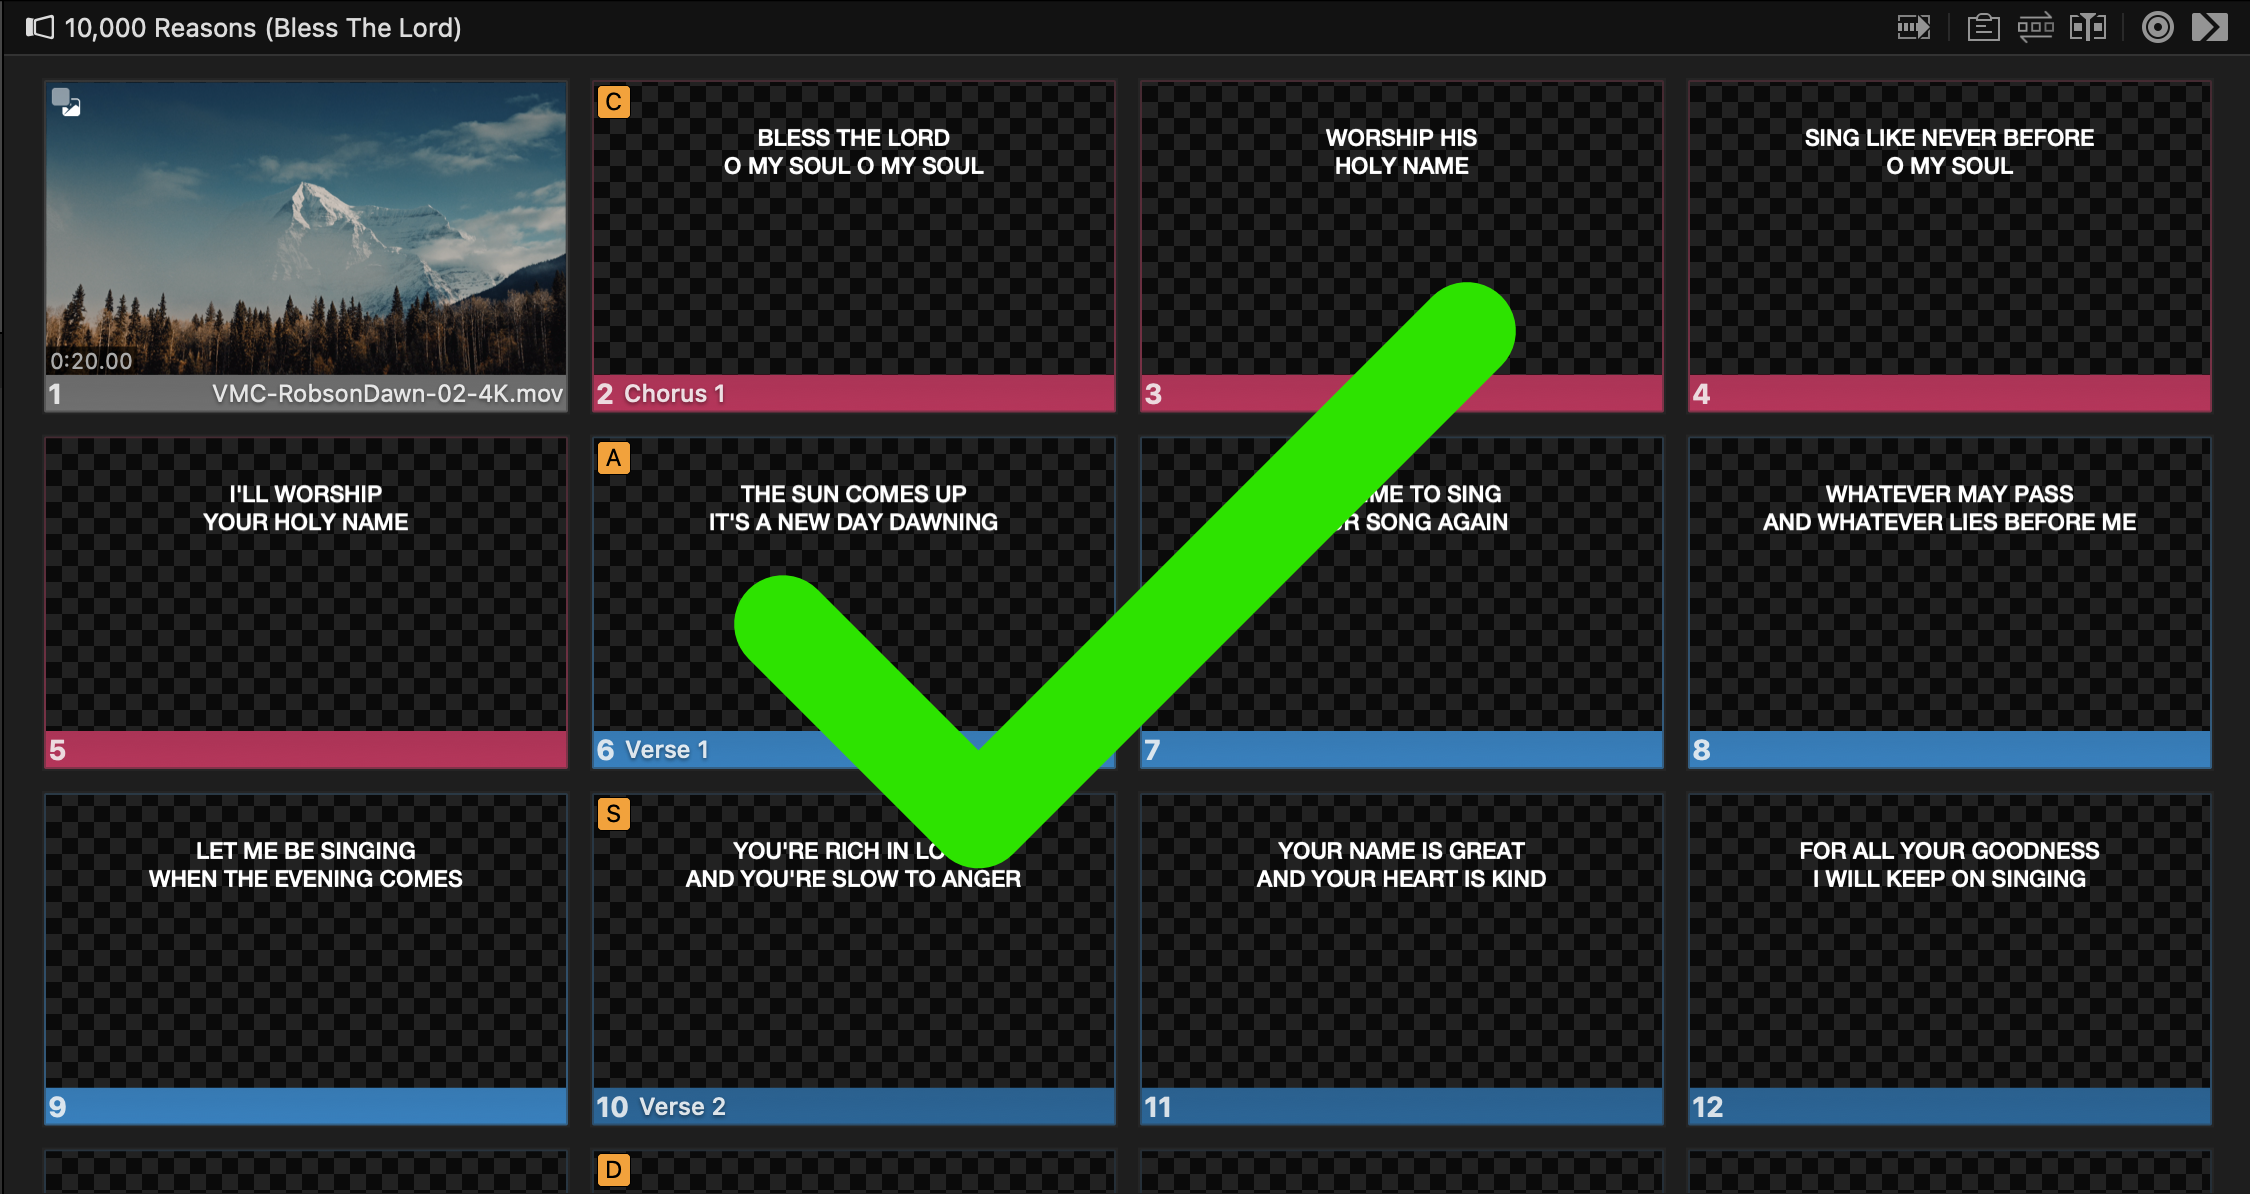 10,000 Reasons (Bless The Lord)
0:20.00
1 VMC-RobsonDawn-02-4K.mov
C
BLESS THE LORD
O MY SOUL O MY SOUL
2 Chorus 1
WORSHIP HIS
HOLY NAME
3
SING LIKE NEVER BEFORE
O MY SOUL
4
I'LL WORSHIP
YOUR HOLY NAME
5
A
THE SUN COMES UP
IT'S A NEW DAY DAWNING
6 Verse 1
TO SING
SONG AGAIN
7
WHATEVER MAY PASS
AND WHATEVER LIES BEFORE ME
8
LET ME BE SINGING
WHEN THE EVENING COMES
9
S
YOU'RE RICH IN
AND YOU'RE SLOW TO ANGER
10 Verse 2
YOUR NAME IS GREAT
AND YOUR HEART IS KIND
11
FOR ALL YOUR GOODNESS
I WILL KEEP ON SINGING
12
D